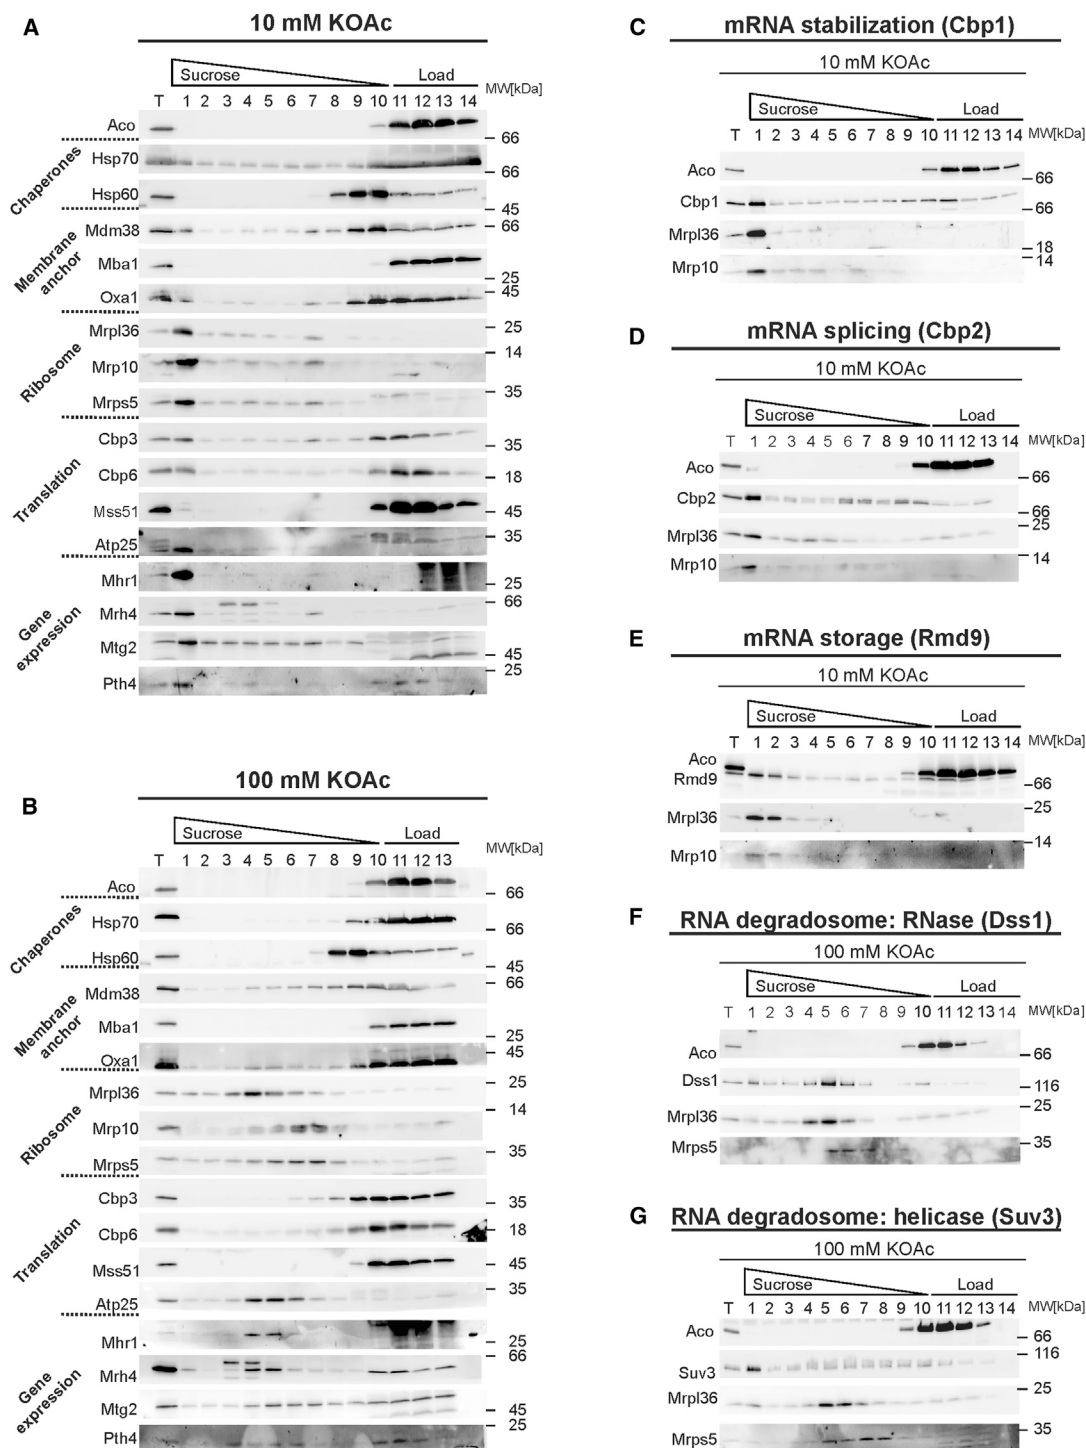 A
10 mM KOAc
Sucrose Load
T 1 2 3 4 5 6 7 8 9 10 11 12 13 14 MW[kDa]
Aco 66
Chaperones
Hsp70 66
Hsp60 45
Membrane anchor
Mdm38 66
Mba1 25
Oxa1 45
Ribosome
Mrpl36 25
14
Mrp10
Mrps5 35
Translation
Cbp3 35
Cbp6 18
Mss51 45
Atp25 35
Gene expression
Mhr1 25
Mrh4 66
Mtg2 45
Pth4 25
B
100 mM KOAc
Sucrose Load
MW[kDa]
T 1 2 3 4 5 6 7 8 9 10 11 12 13
Aco 66
Chaperones
Hsp70 66
Hsp60 45
Membrane anchor
Mdm38 66
Mba1 25
Oxa1 45
Ribosome
Mrpl36 25
14
Mrp10
Mrps5 35
Translation
Cbp3 35
Cbp6 18
Mss51 45
Atp25 35
Gene expression
Mhr1 25
Mrh4 66
Mtg2 45
Pth4 25
C
mRNA stabilization (Cbp1)
10 mM KOAc
Sucrose Load
T 1 2 3 4 5 6 7 8 9 10 11 12 13 14 MW[kDa]
Aco 66
Cbp1 66
Mrpl36 18
Mrp10 14
D
mRNA splicing (Cbp2)
10 mM KOAc
Sucrose Load
T 1 2 3 4 5 6 7 8 9 10 11 12 13 14 MW[kDa]
Aco 66
Cbp2 66
Mrpl36 25
Mrp10 14
E
mRNA storage (Rmd9)
10 mM KOAc
Sucrose Load
T 1 2 3 4 5 6 7 8 9 10 11 12 13 14 MW[kDa]
Aco
Rmd9 66
Mrpl36 25
Mrp10 14
F
RNA degradosome: RNase (Dss1)
100 mM KOAc
Sucrose Load
T 1 2 3 4 5 6 7 8 9 10 11 12 13 14 MW[kDa]
Aco 66
Dss1 116
Mrpl36 25
Mrps5 35
G
RNA degradosome: helicase (Suv3)
100 mM KOAc
Sucrose Load
T 1 2 3 4 5 6 7 8 9 10 11 12 13 14 MW[kDa]
Aco 66
Suv3 116
Mrpl36 25
Mrps5 35